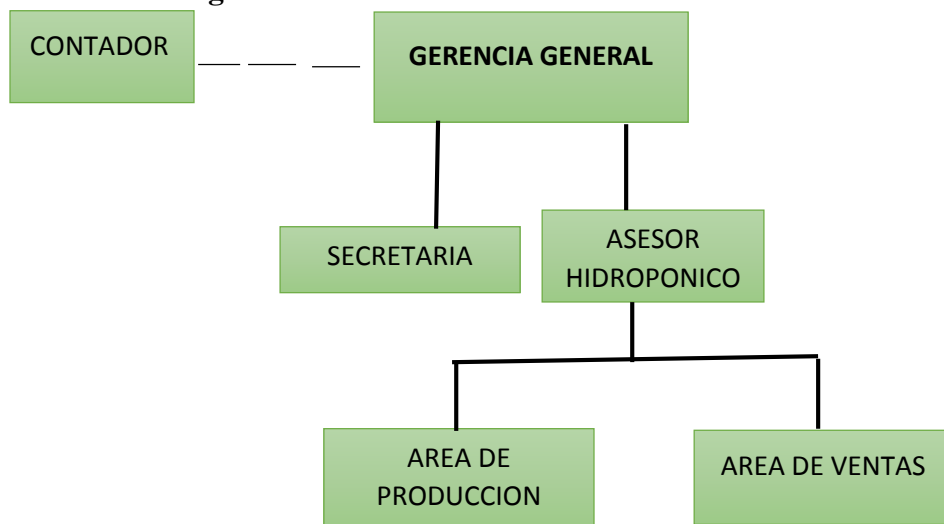 CONTADOR
GERENCIA GENERAL
SECRETARIA
ASESOR
HIDROPONICO
AREA DE
PRODUCCION
AREA DE VENTAS